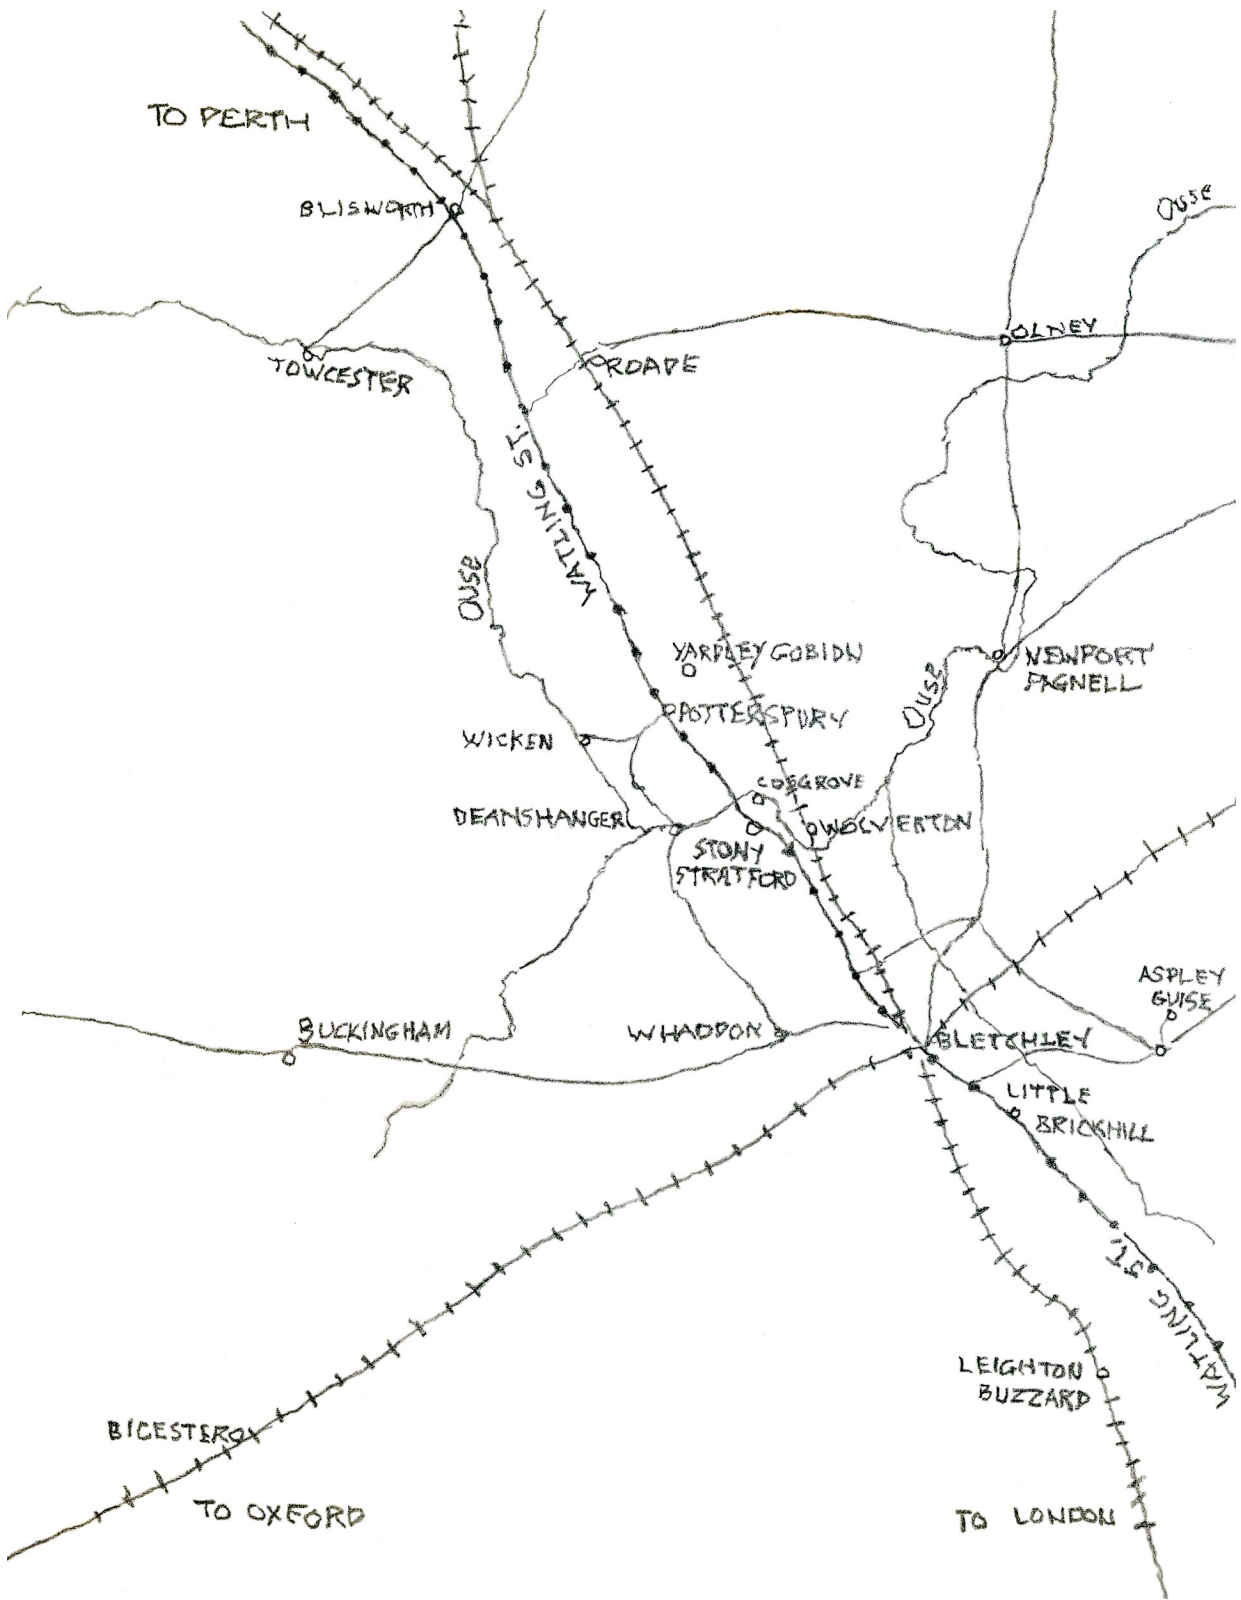 TO PERTH
BLISWORTH
OUSE
OLNEY
TOWCESTER
ROADE
WATLING ST.
OUSE
YARDLEY GOBION
NEWPORT
PAGNELL
OUSE
POTTERSPURY
WICKEN
COSGROVE
DEANSHANGER
WOLVERTON
STONY
STRATFORD
ASPLEY
GUISE
BUCKINGHAM
WHADDON
BLETCHLEY
LITTLE
BRICKHILL
WATLING ST.
LEIGHTON
BUZZARD
BICESTER
TO OXFORD
TO LONDON